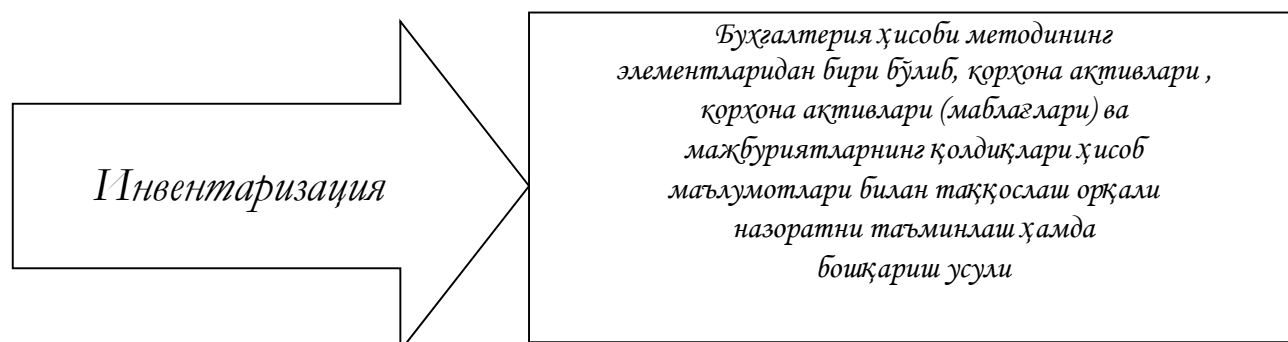 Инвентаризация
Бухгалтерия ҳисоби методининг
элементларидан бири бўлиб, корхона активлари ,
корхона активлари (маблағлари) ва
мажбуриятларнинг қолдиқлари ҳисоб
маълумотлари билан таққослаш орқали
назоратни таъминлаш ҳамда
бошқариш усули